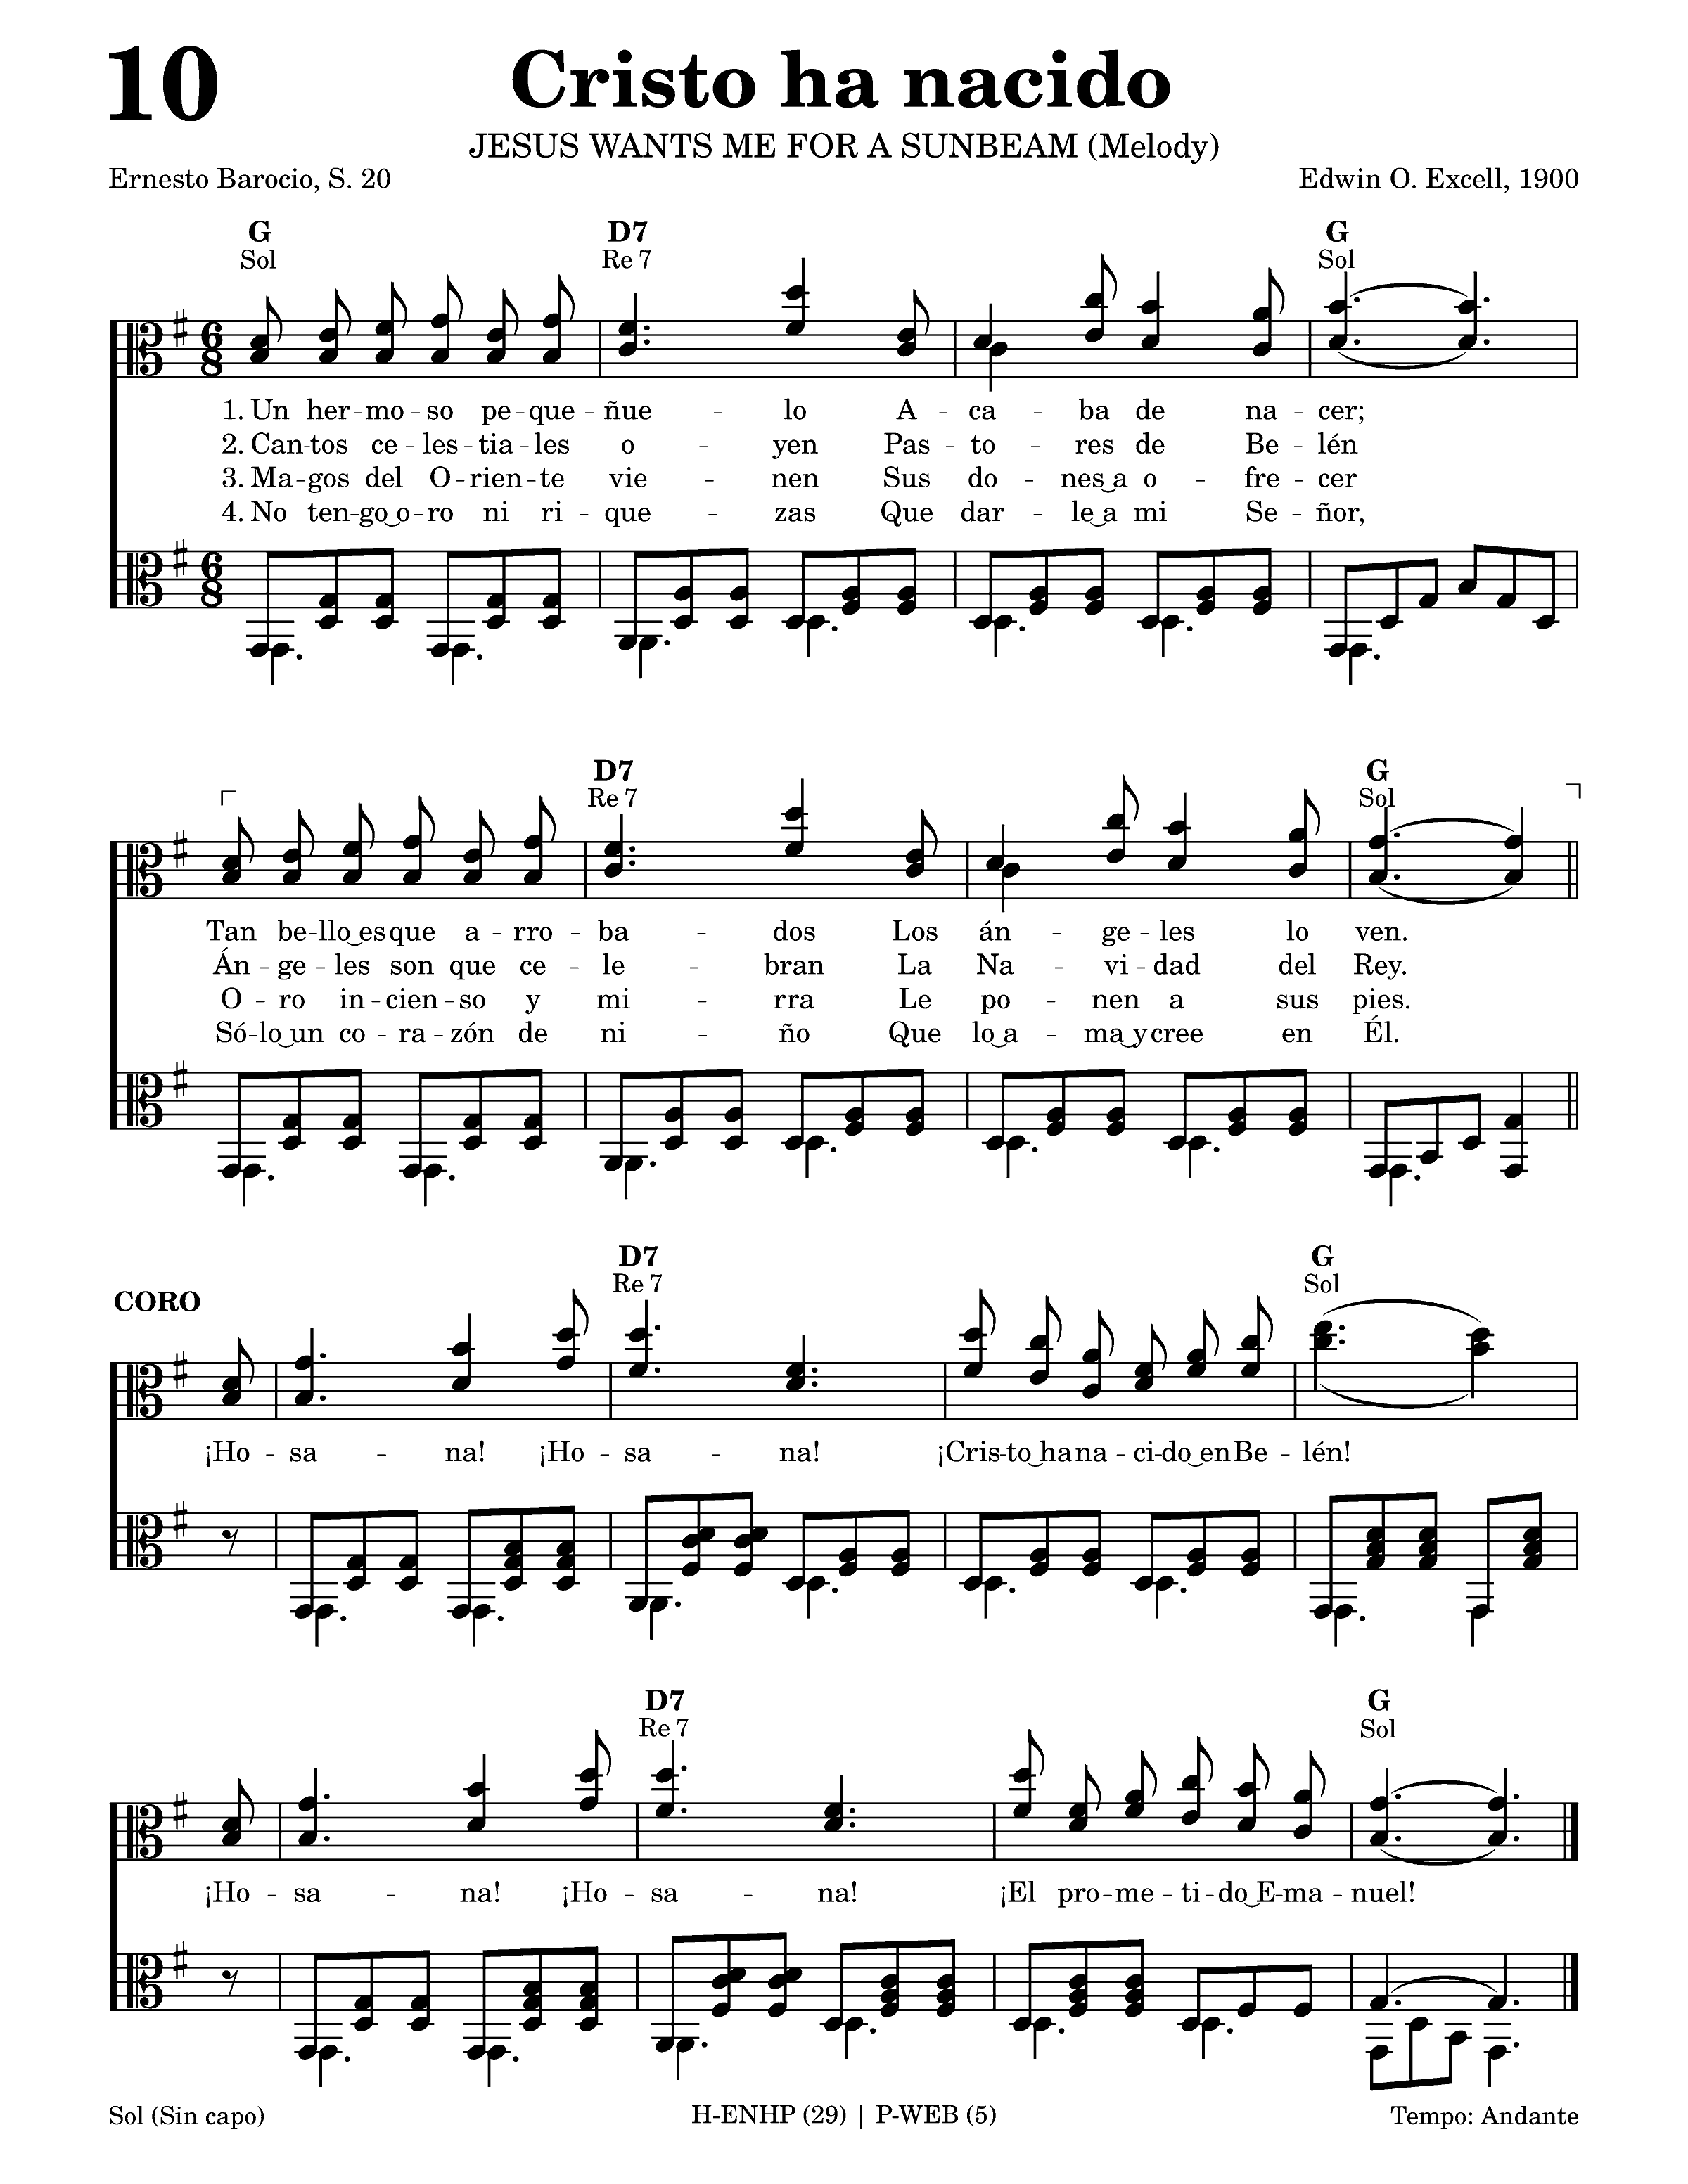 10
Cristo ha nacido
JESUS WANTS ME FOR A SUNBEAM (Melody)
Ernesto Barocio, S. 20 Edwin O. Excell, 1900
G D7 G
Sol Re 7 Sol
6 8
1. Un her -- mo -- so pe -- que -- ñue -- lo A -- ca -- ba de na -- cer;
2. Can -- tos ce -- les -- tia -- les o -- yen Pas -- to -- res de Be -- lén
3. Ma -- gos del O -- rien -- te vie -- nen Sus do -- nes‿a o -- fre -- cer
4. No ten -- go‿o -- ro ni ri -- que -- zas Que dar -- le‿a mi Se -- ñor,
6 8
D7 G
Re 7 Sol
Tan be -- llo‿es que a -- rro -- ba -- dos Los án -- ge -- les lo ven.
Án -- ge -- les son que ce -- le -- bran La Na -- vi -- dad del Rey.
O -- ro in -- cien -- so y mi -- rra Le po -- nen a sus pies.
Só -- lo‿un co -- ra -- zón de ni -- ño Que lo‿a -- ma‿y cree en Él.
D7 G
Re 7 Sol
CORO
¡Ho -- sa -- na! ¡Ho -- sa -- na! ¡Cris -- to‿ha na -- ci -- do‿en Be -- lén!
D7 G
Re 7 Sol
¡Ho -- sa -- na! ¡Ho -- sa -- na! ¡El pro -- me -- ti -- do‿E -- ma -- nuel!
Sol (Sin capo) H-ENHP (29) | P-WEB (5) Tempo: Andante